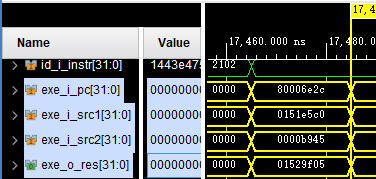 17,4
Name Value 17,460.000 ns 17,480.
id_i_instr[31:0] 1443e475 2102
exe_i_pc[31:0] 00000000 0000 80006e2c
exe_i_src1[31:0] 00000000 0000 0151e5c0
exe_i_src2[31:0] 00000000 0000 0000b945
exe_o_res[31:0] 00000000 0000 01529f05